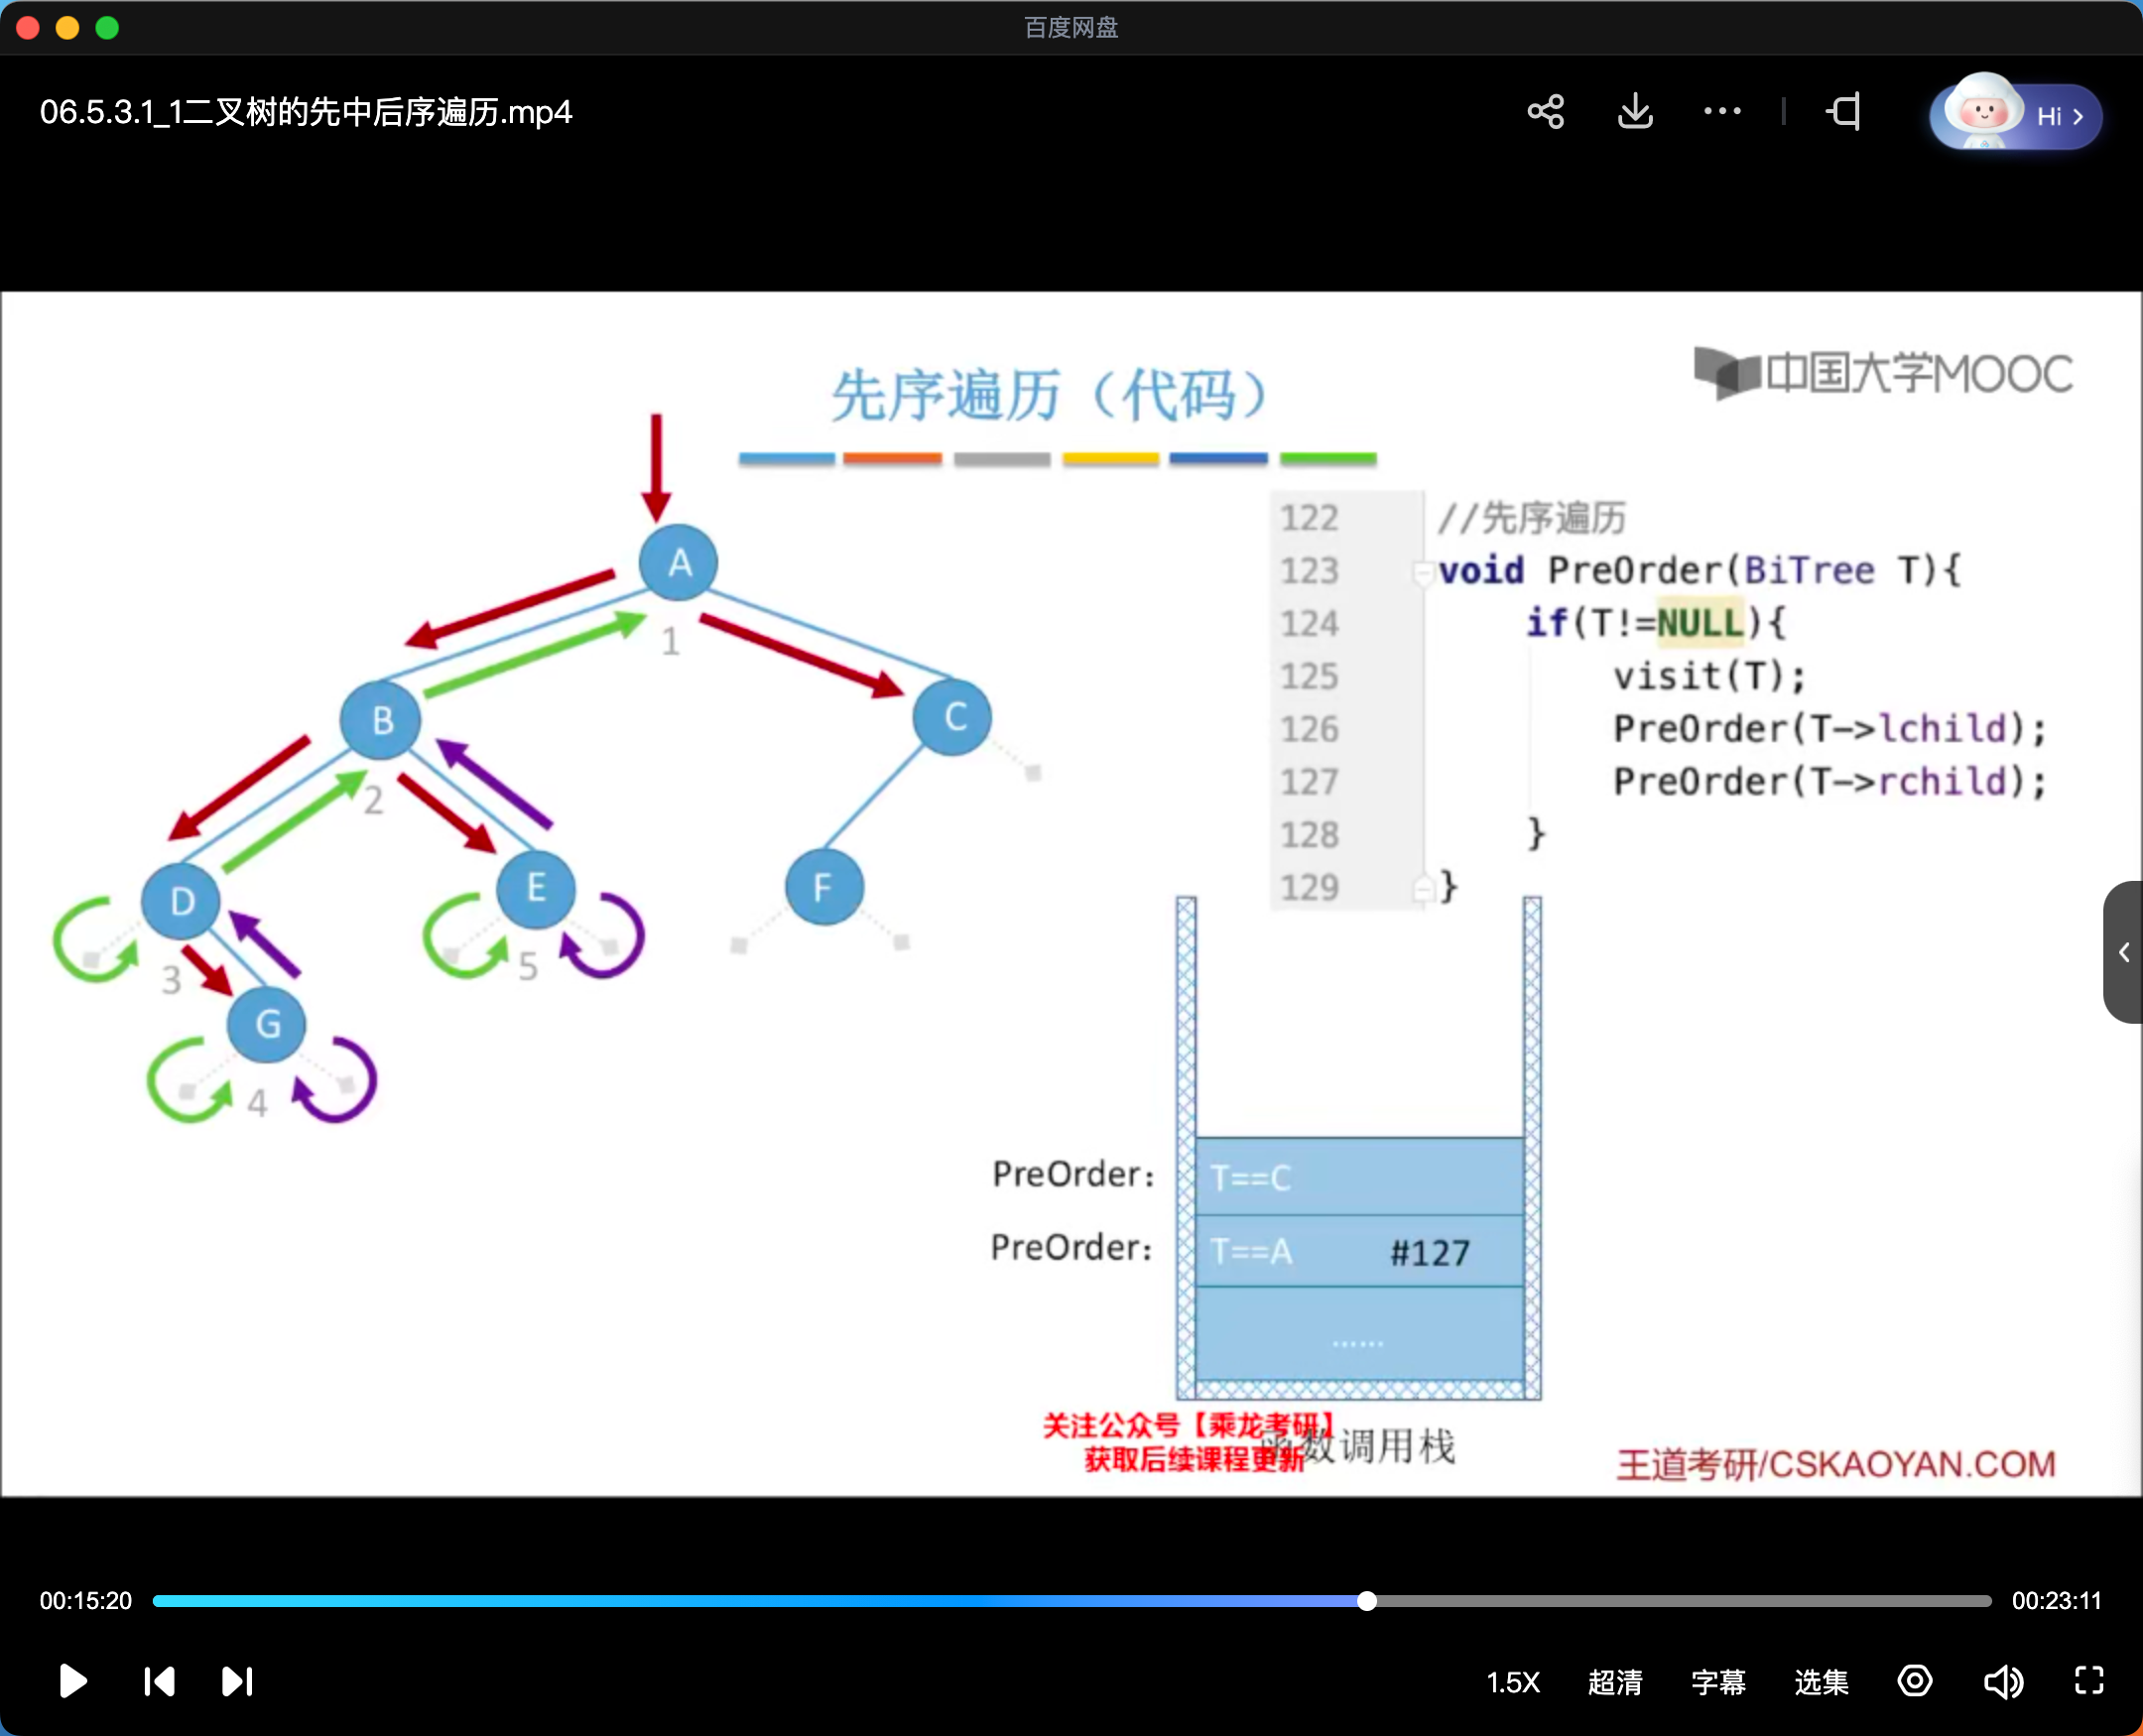 百度网盘
06.5.3.1_1二叉树的先中后序遍历.mp4
Hi
中国大学MOOC
先序遍历（代码）
A
1
B
C
2
D
E
F
3
5
G
4
122 //先序遍历
123 void PreOrder(BiTree T){
124 if(T!=NULL){
125 visit(T);
126 PreOrder(T->lchild);
127 PreOrder(T->rchild);
128 }
129 }
PreOrder: T==C
PreOrder: T==A #127
......
关注公众号【乘龙考研】
获取后续课程更新
函数调用栈
王道考研/CSKAOYAN.COM
00:15:20
00:23:11
1.5X 超清 字幕 选集